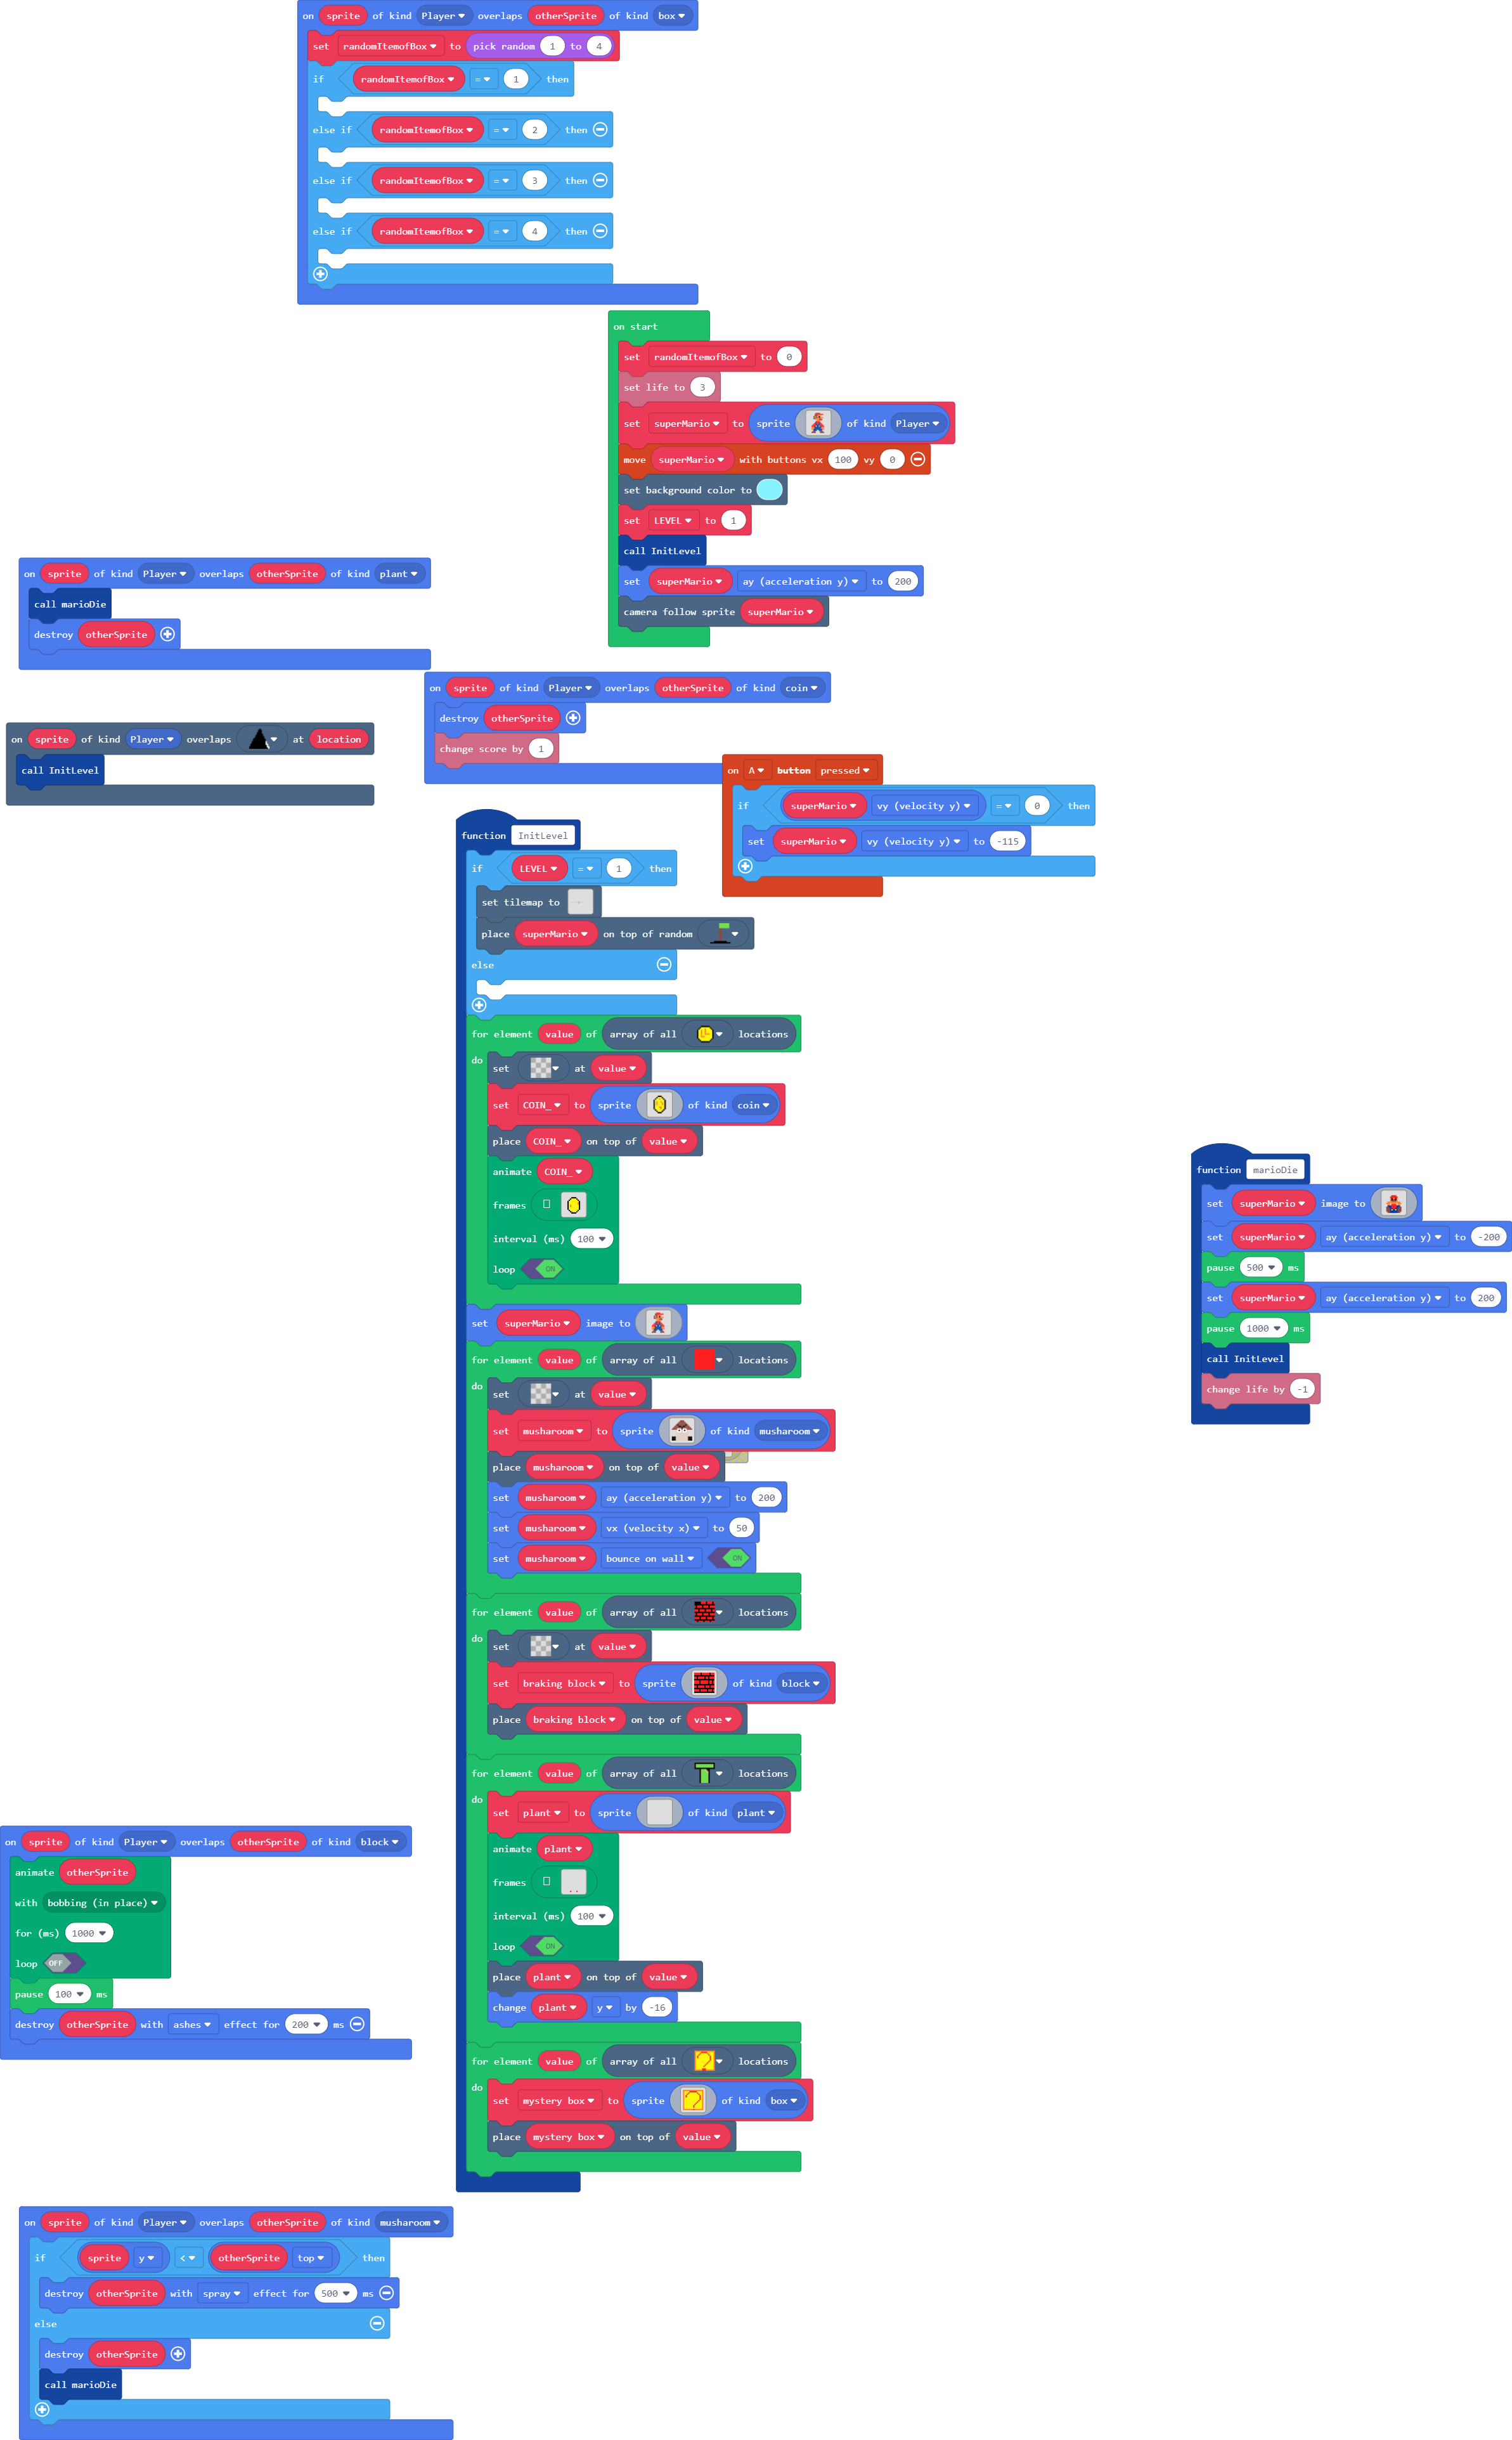 on sprite of kind Player overlaps otherSprite of kind box
set randomItemofBox to pick random 1 to 4
if randomItemofBox = 1 then
else if randomItemofBox = 2 then
else if randomItemofBox = 3 then
else if randomItemofBox = 4 then
on start
set randomItemofBox to 0
set life to 3
set superMario to sprite of kind Player
move superMario with buttons vx 100 vy 0
set background color to
set LEVEL to 1
call InitLevel
set superMario ay (acceleration y) to 200
camera follow sprite superMario
on sprite of kind Player overlaps otherSprite of kind plant
call marioDie
destroy otherSprite
on sprite of kind Player overlaps otherSprite of kind coin
destroy otherSprite
change score by 1
on sprite of kind Player overlaps at location
call InitLevel
on A button pressed
if superMario vy (velocity y) = 0 then
set superMario vy (velocity y) to -115
function InitLevel
if LEVEL = 1 then
set tilemap to
place superMario on top of random
else
for element value of array of all locations
do
set at value
set COIN_ to sprite of kind coin
place COIN_ on top of value
animate COIN_
frames
interval (ms) 100
loop ON
set superMario image to
for element value of array of all locations
do
set at value
set musharoom to sprite of kind musharoom
place musharoom on top of value
set musharoom ay (acceleration y) to 200
set musharoom vx (velocity x) to 50
set musharoom bounce on wall ON
for element value of array of all locations
do
set at value
set braking block to sprite of kind block
place braking block on top of value
for element value of array of all locations
do
set plant to sprite of kind plant
animate plant
frames
interval (ms) 100
loop ON
place plant on top of value
change plant y by -16
for element value of array of all locations
do
set mystery box to sprite of kind box
place mystery box on top of value
function marioDie
set superMario image to
set superMario ay (acceleration y) to -200
pause 500 ms
set superMario ay (acceleration y) to 200
pause 1000 ms
call InitLevel
change life by -1
on sprite of kind Player overlaps otherSprite of kind block
animate otherSprite
with bobbing (in place)
for (ms) 1000
loop OFF
pause 100 ms
destroy otherSprite with ashes effect for 200 ms
on sprite of kind Player overlaps otherSprite of kind musharoom
if sprite y < otherSprite top then
destroy otherSprite with spray effect for 500 ms
else
destroy otherSprite
call marioDie